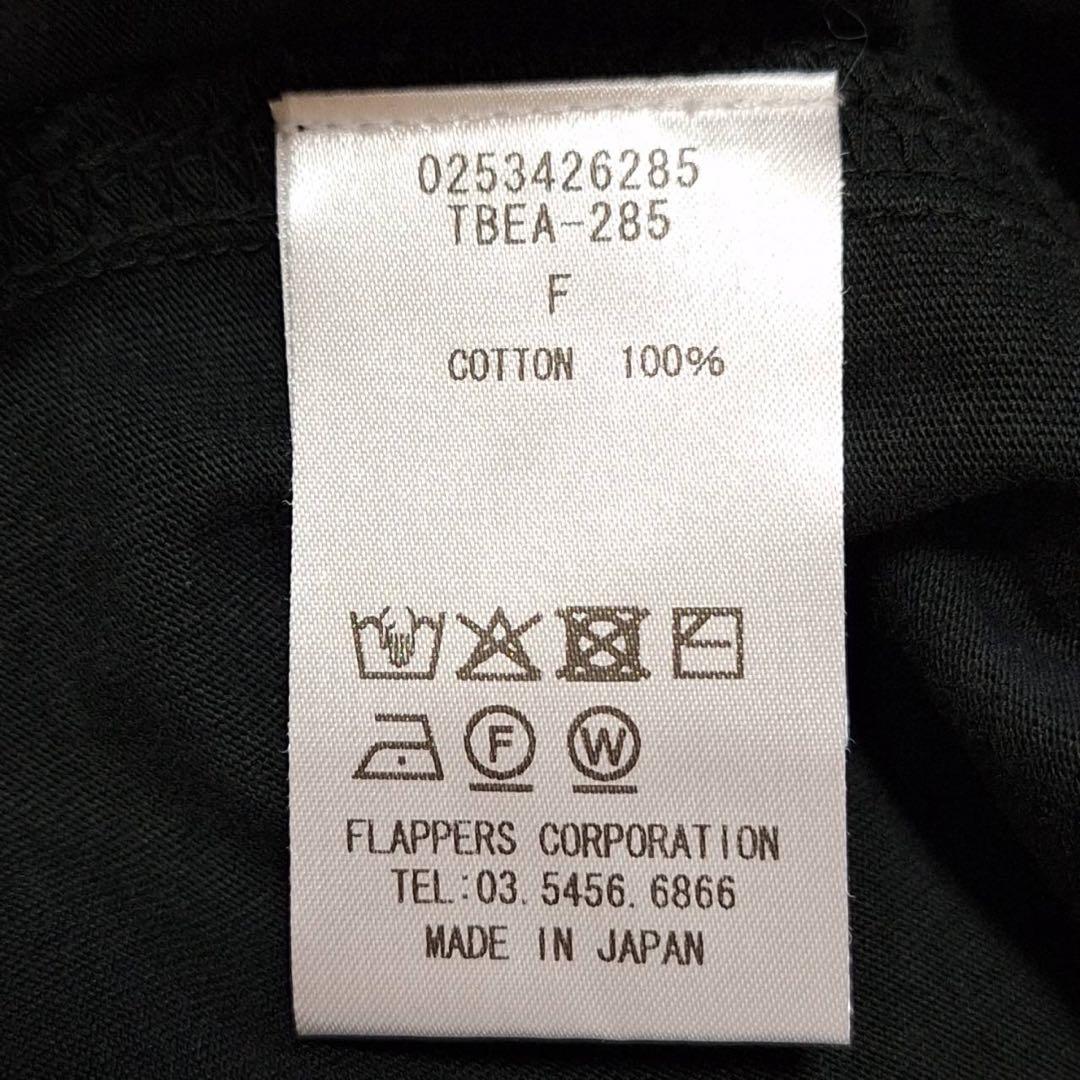 0253426285
TBEA-285
F
COTTON 100%
F W
FLAPPERS CORPORATION
TEL:03.5456.6866
MADE IN JAPAN